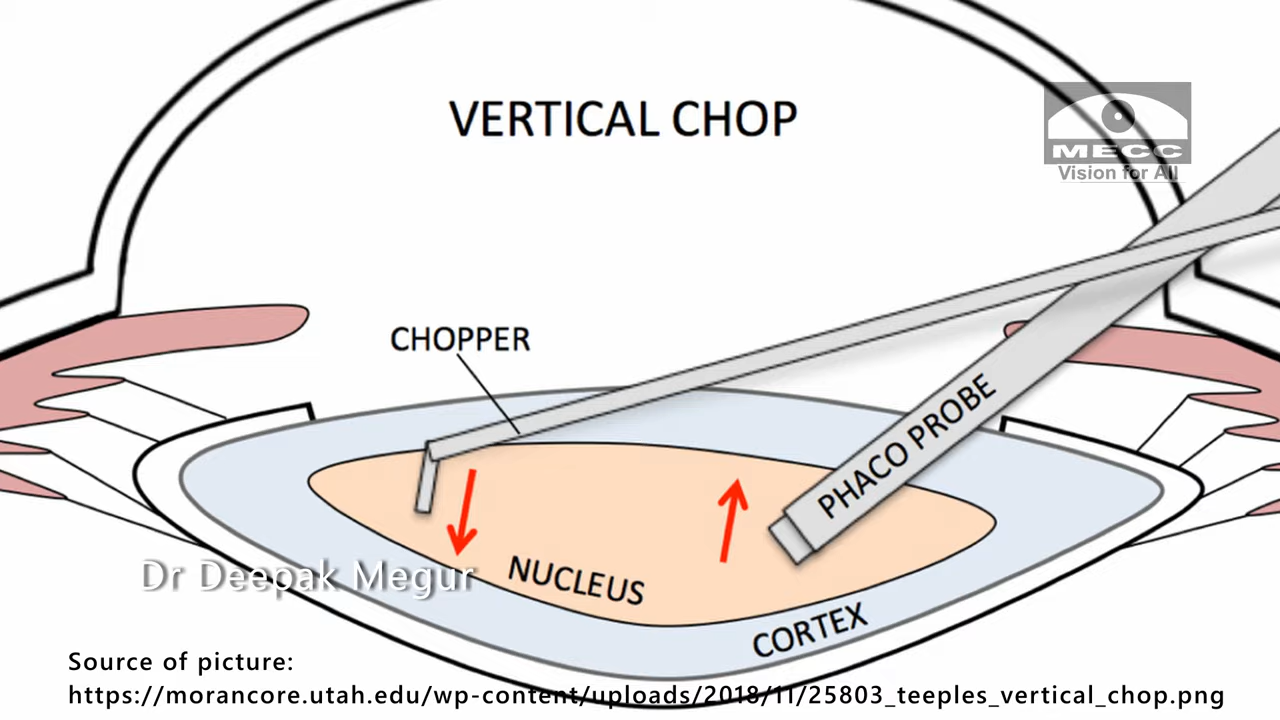 VERTICAL CHOP
MECC
Vision for All
CHOPPER
PHACO PROBE
NUCLEUS
Dr Deepak Megur
CORTEX
Source of picture:
https://morancore.utah.edu/wp-content/uploads/2018/11/25803_teeples_vertical_chop.png